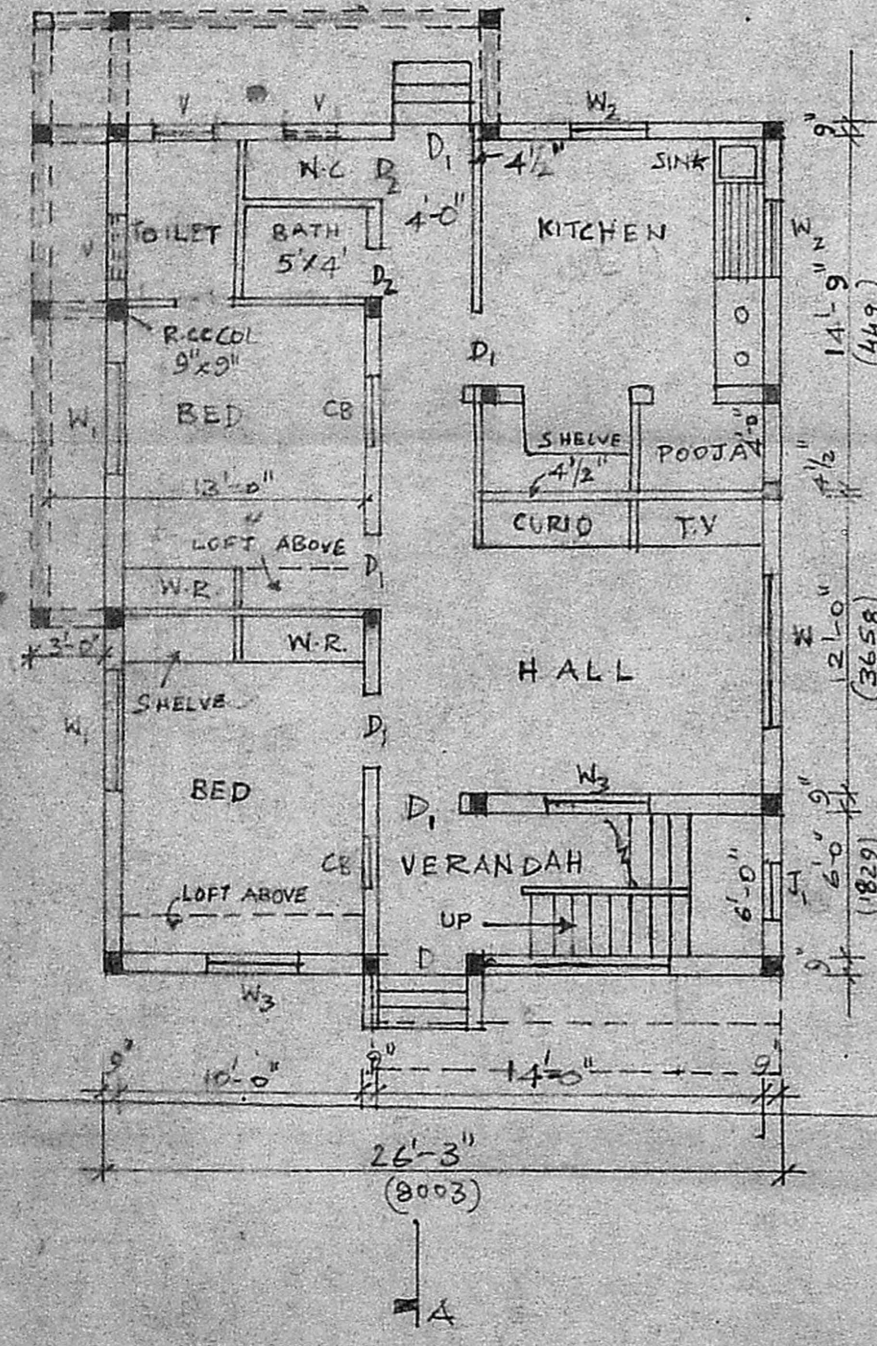 V
V
W2
9"
N.C
D2
D1
4½"
SINK
TOILET
BATH
5'X4'
4'-0"
KITCHEN
W2
V
D2
14'-9"
(449
R.C.C COL
9"x9"
D1
W1
BED
CB
SHELVE
4½"
POOJA
4'-0"
4½"
13'-0"
CURIO
T.V
LOFT ABOVE
D1
W.R.
W.R.
3'-0"
HALL
W
12'-0"
(3658)
SHELVE
W1
D1
BED
W3
D1
9"
CB
VERANDAH
6'-0"
6'-0"
(1829)
LOFT ABOVE
UP
D
9"
W3
9"
10'-0"
9"
14'-0"
9"
26'-3"
(8003)
A